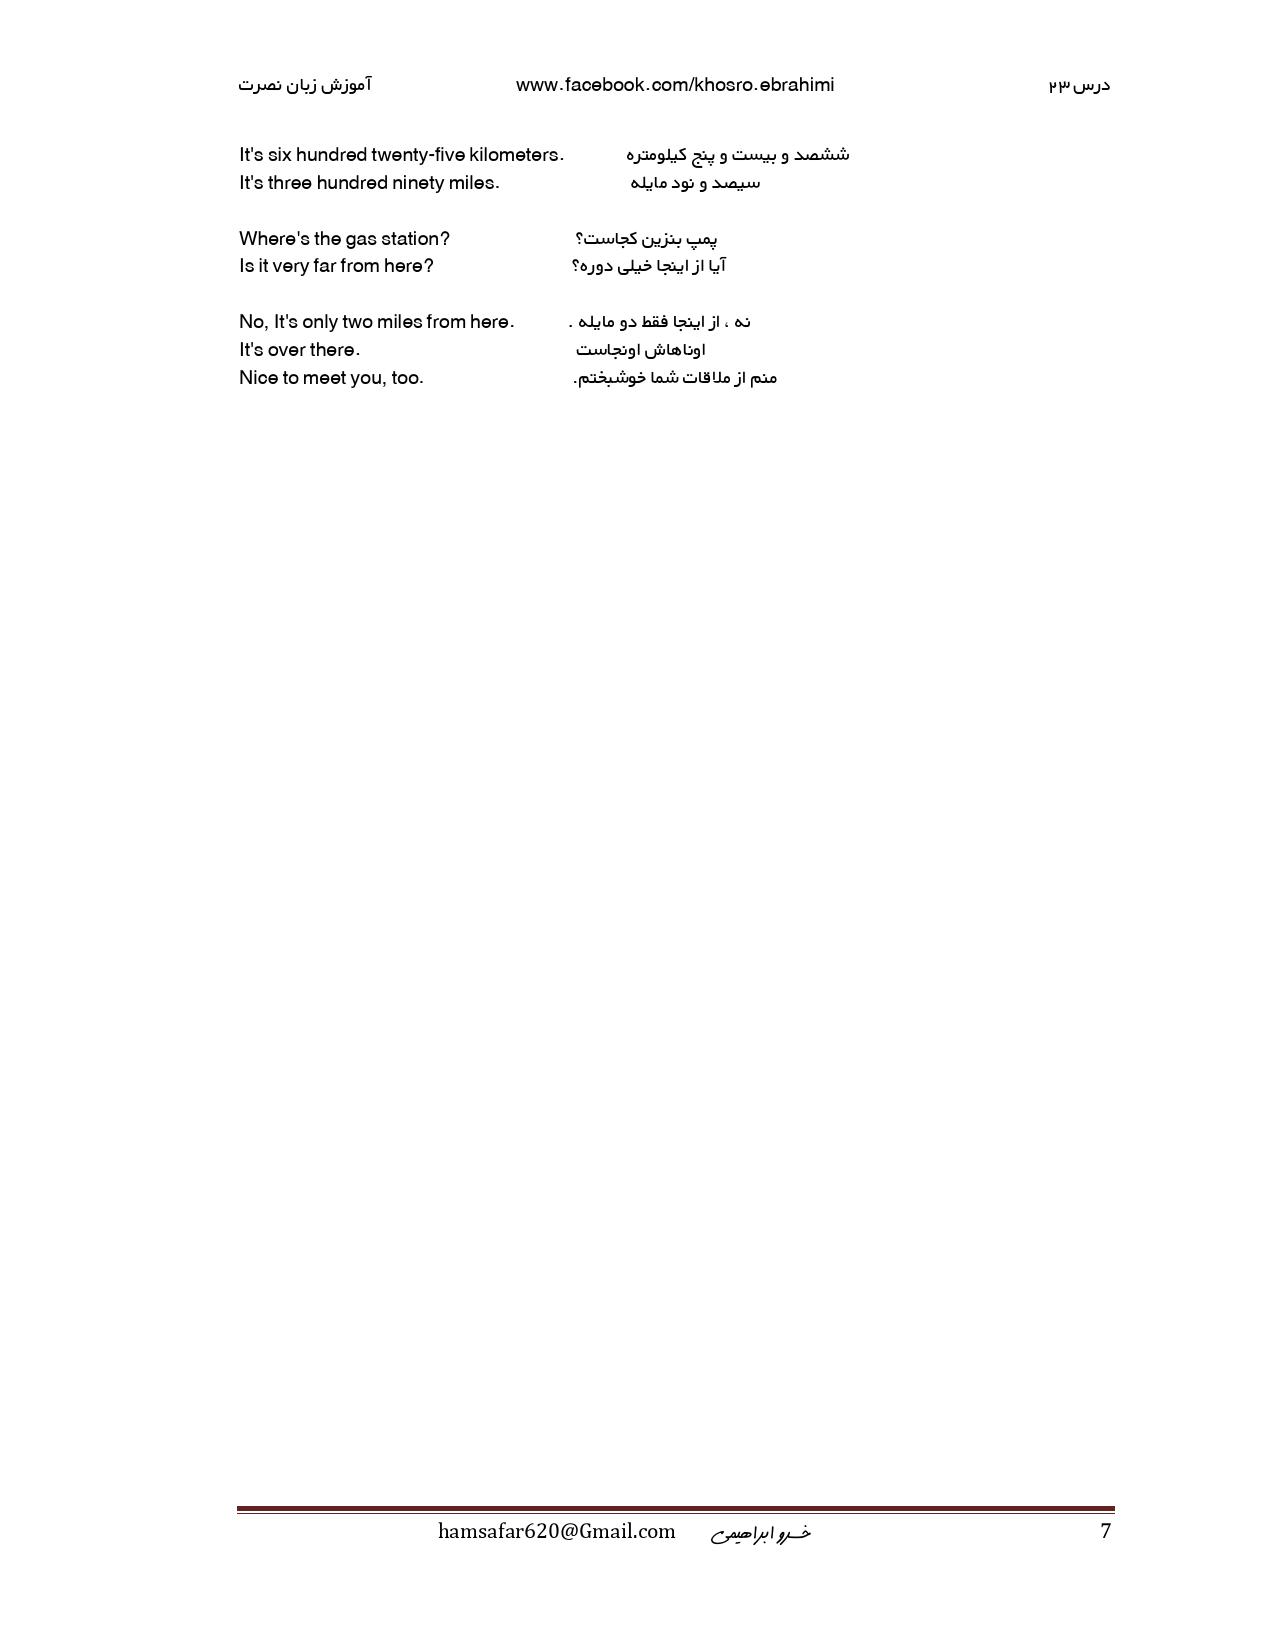 آموزش زبان نصرت www.facebook.com/khosro.ebrahimi درس ۲۳
It's six hundred twenty-five kilometers. ششصد و بیست و پنج کیلومتره
It's three hundred ninety miles. سیصد و نود مایله
Where's the gas station? پمپ بنزین کجاست؟
Is it very far from here? آیا از اینجا خیلی دوره؟
No, It's only two miles from here. نه ، از اینجا فقط دو مایله .
It's over there. اوناهاش اونجاست
Nice to meet you, too. منم از ملاقات شما خوشبختم.
hamsafar620@Gmail.com خسرو ابراهیمی 7